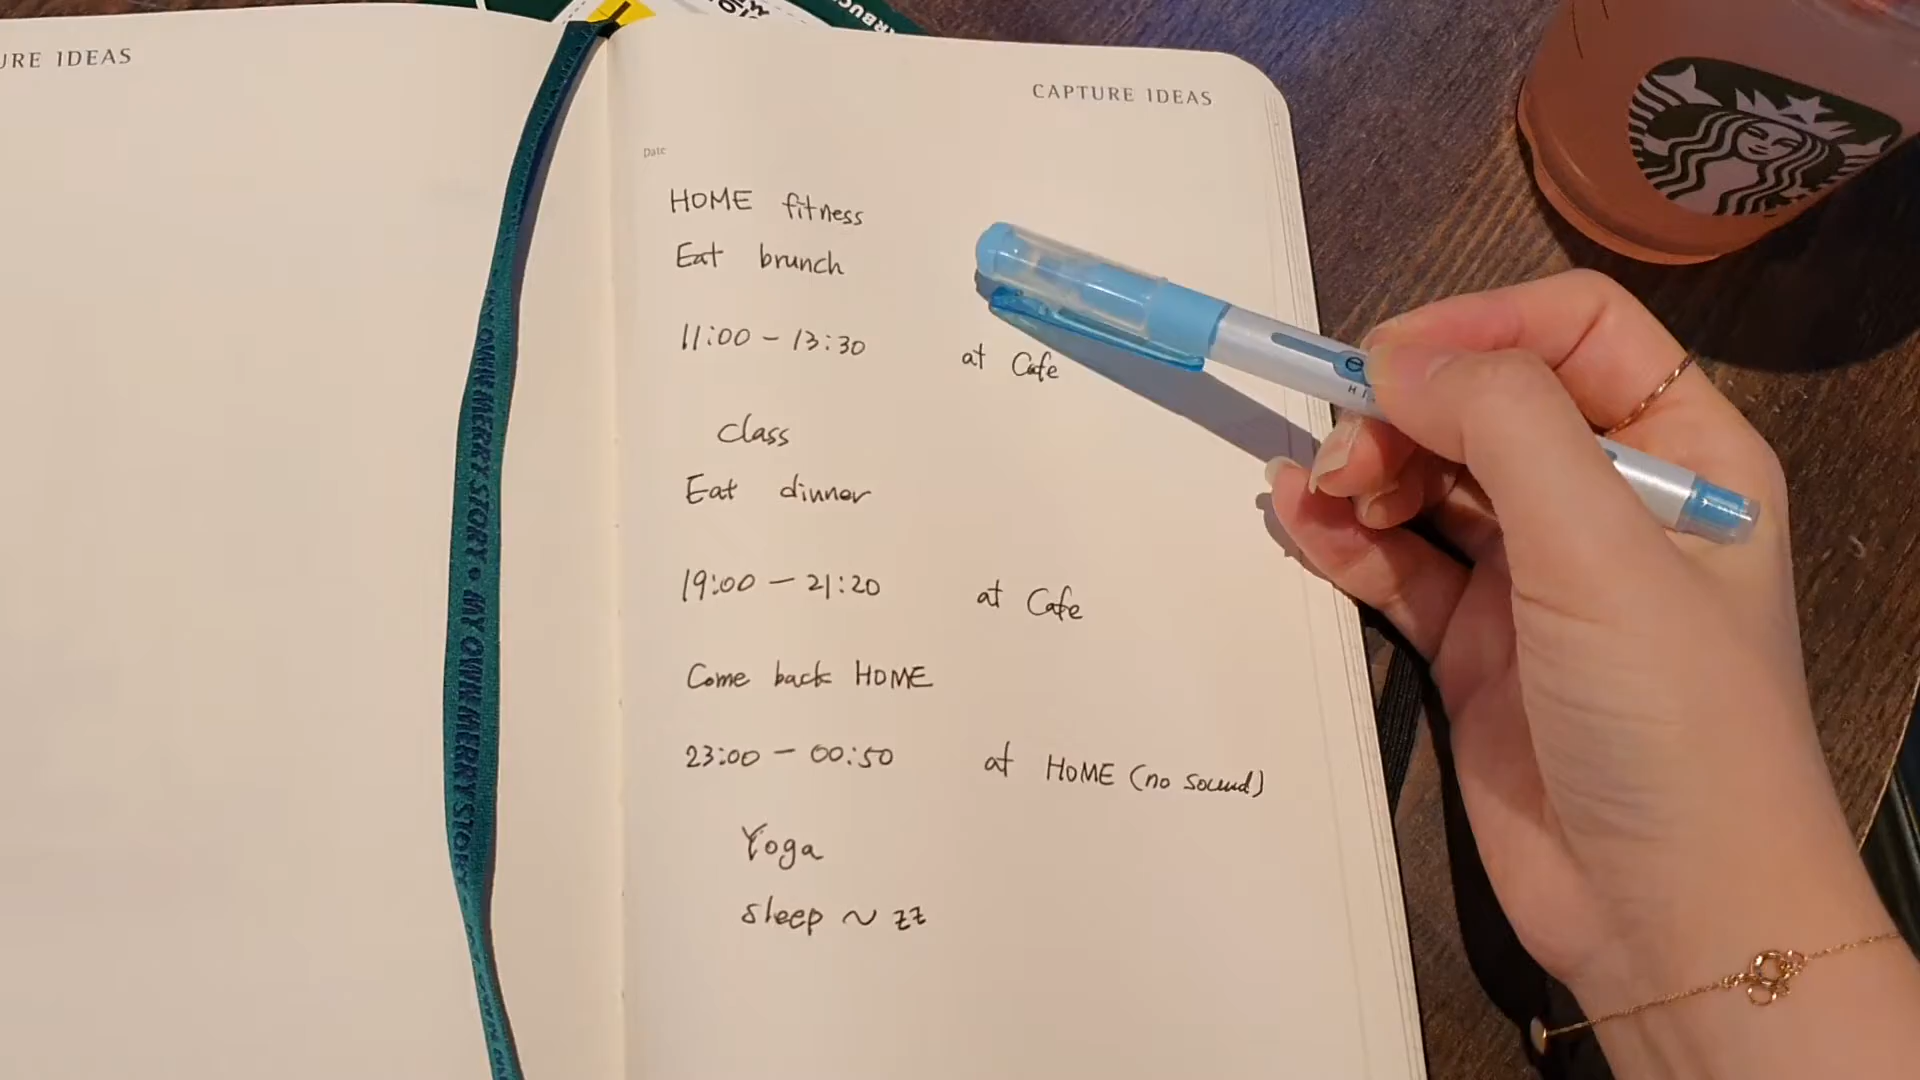 URE IDEAS
CAPTURE IDEAS
Date
HOME fitness
Eat brunch
11:00 - 13:30 at Cafe
class
Eat dinner
19:00 - 21:20 at Cafe
Come back HOME
23:00 - 00:50 at HOME (no sound)
Yoga
sleep ~ zz
MY OWN MERRY STORY • MY OWN MERRY STORY
RBUC